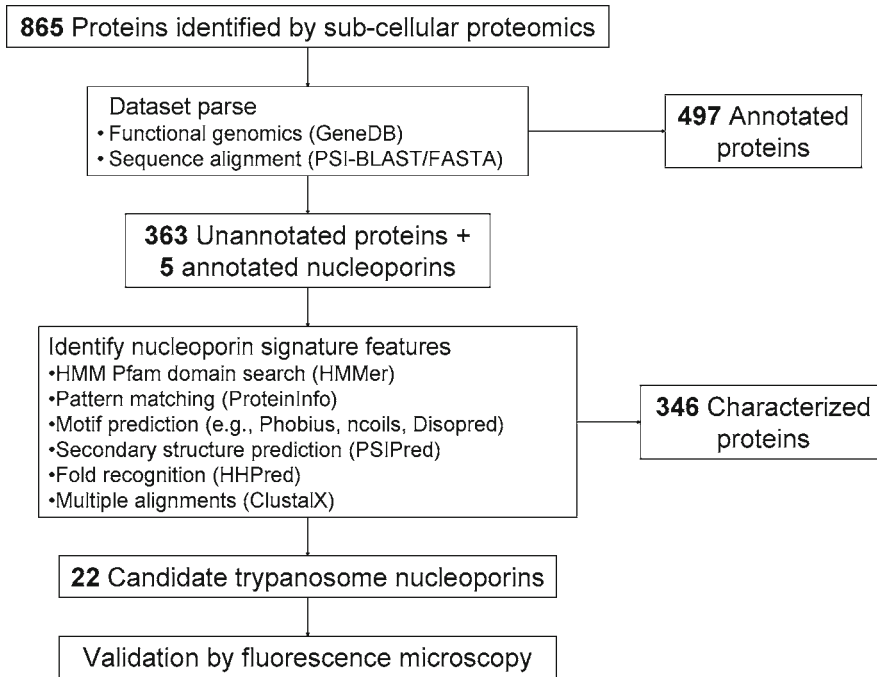 865 Proteins identified by sub-cellular proteomics
Dataset parse
• Functional genomics (GeneDB)
• Sequence alignment (PSI-BLAST/FASTA)
497 Annotated
proteins
363 Unannotated proteins +
5 annotated nucleoporins
Identify nucleoporin signature features
•HMM Pfam domain search (HMMer)
•Pattern matching (ProteinInfo)
•Motif prediction (e.g., Phobius, ncoils, Disopred)
•Secondary structure prediction (PSIPred)
•Fold recognition (HHPred)
•Multiple alignments (ClustalX)
346 Characterized
proteins
22 Candidate trypanosome nucleoporins
Validation by fluorescence microscopy